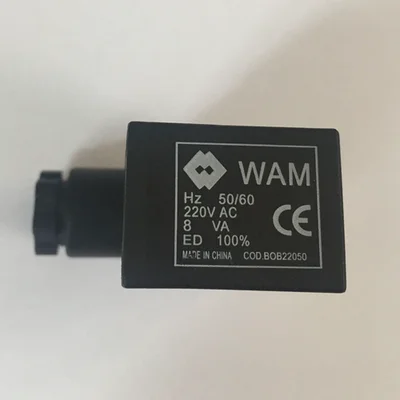 WAM
Hz 50/60
220V AC
8 VA
ED 100%
CE
MADE IN CHINA COD.BOB22050